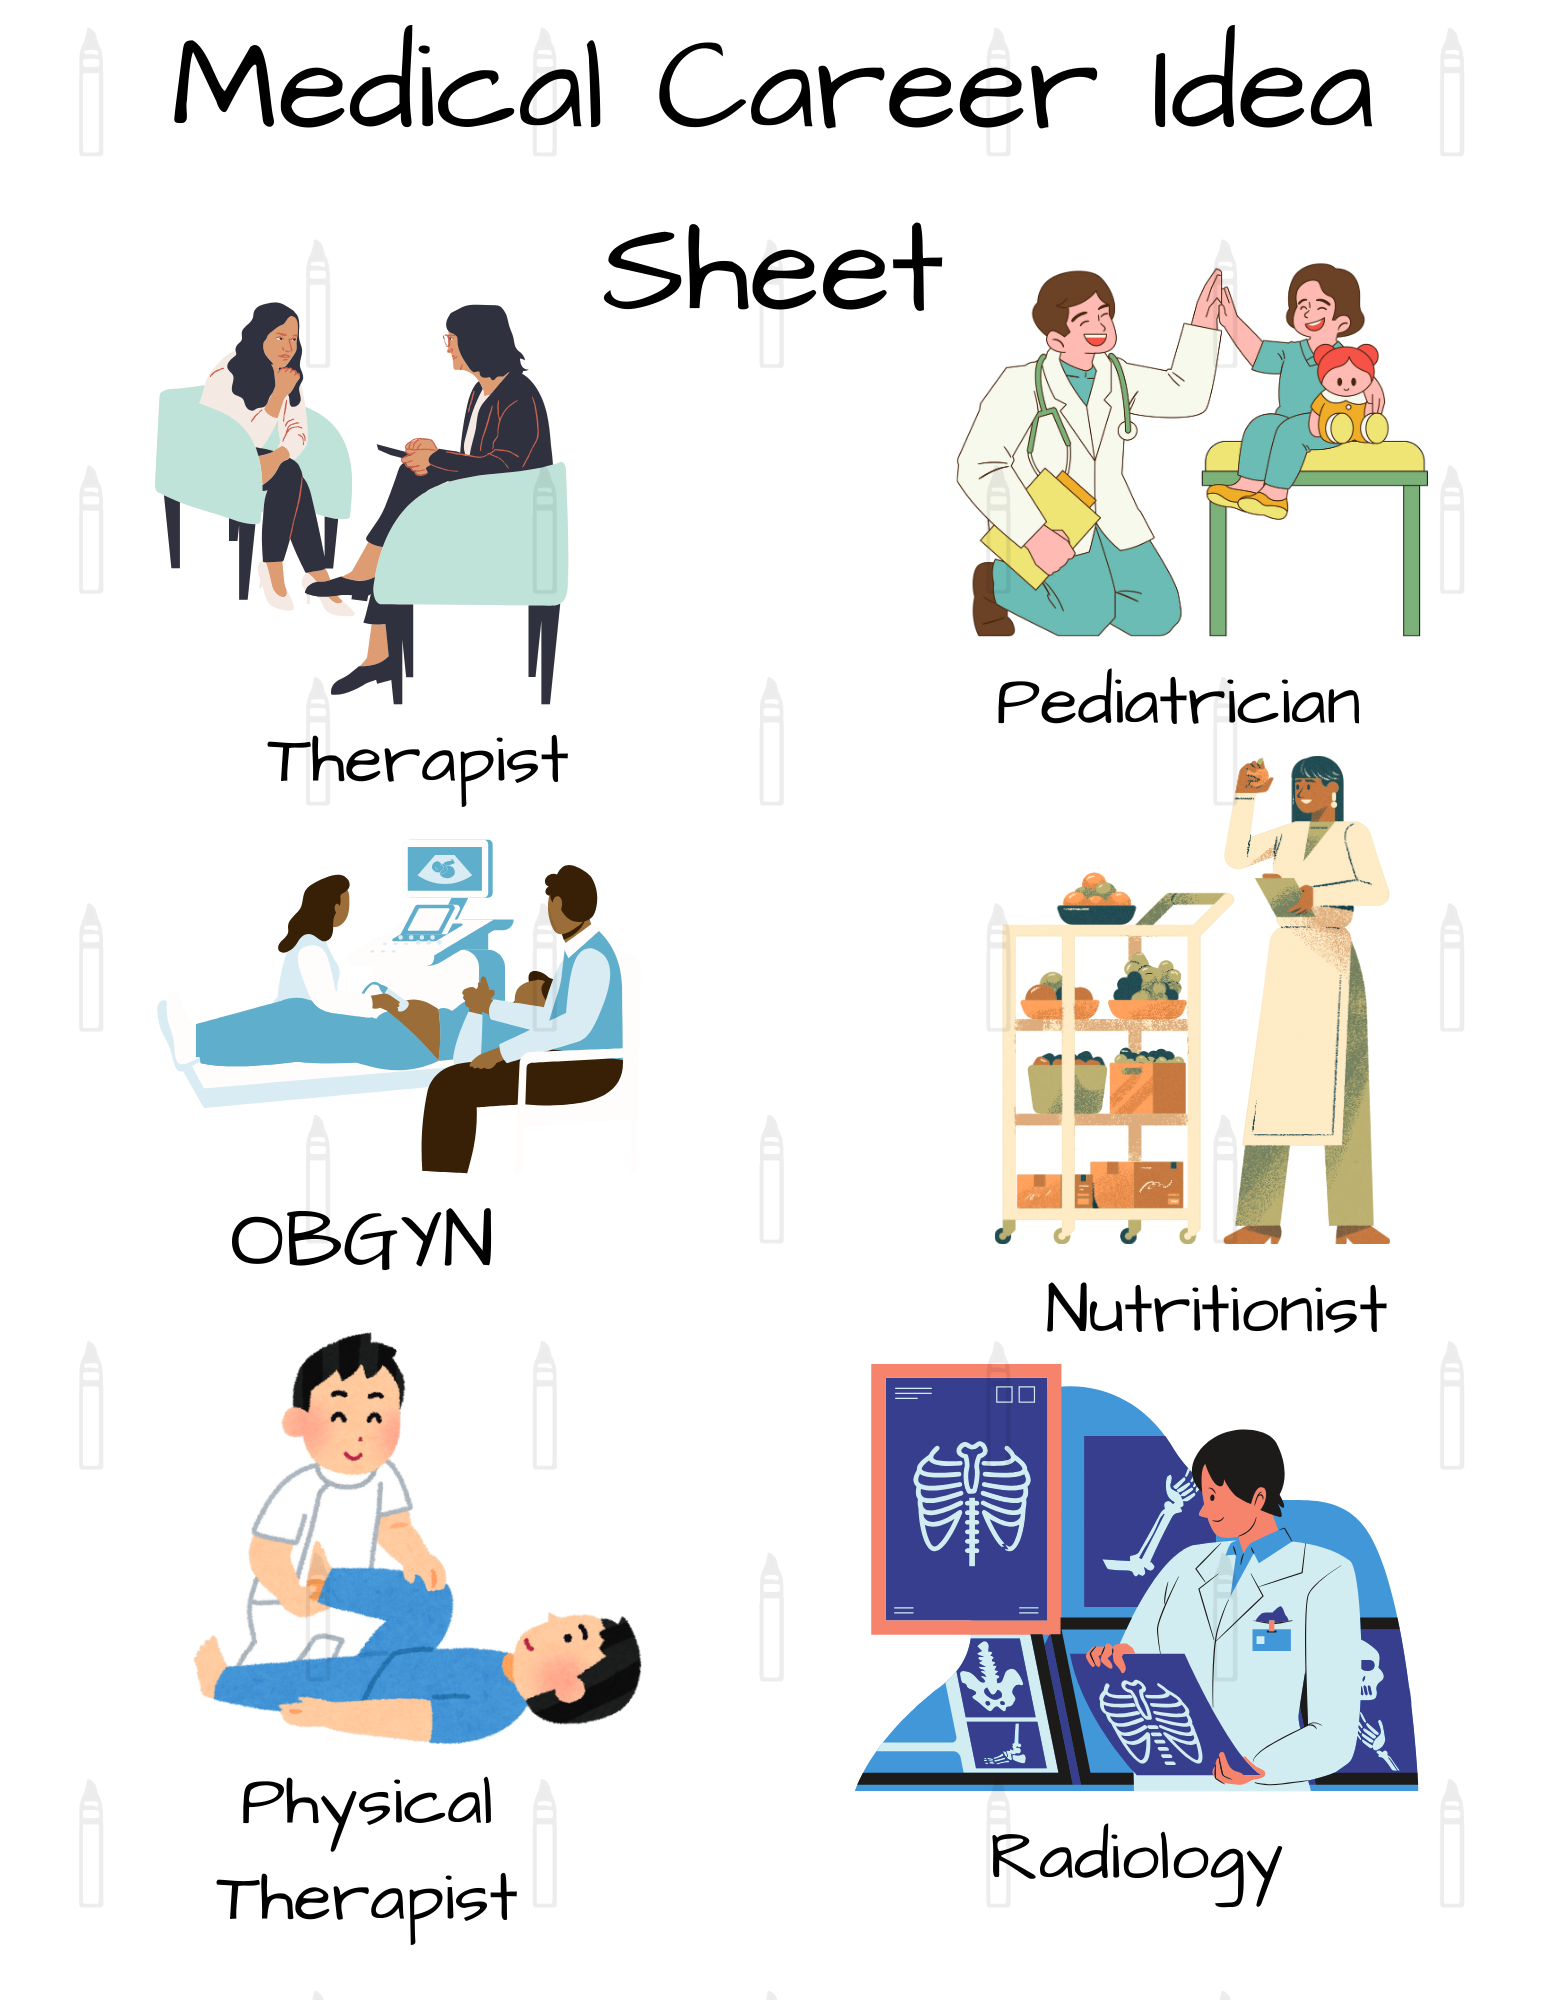 Medical Career Idea
Sheet
Therapist
Pediatrician
OBGYN
Nutritionist
Physical
Therapist
Radiology